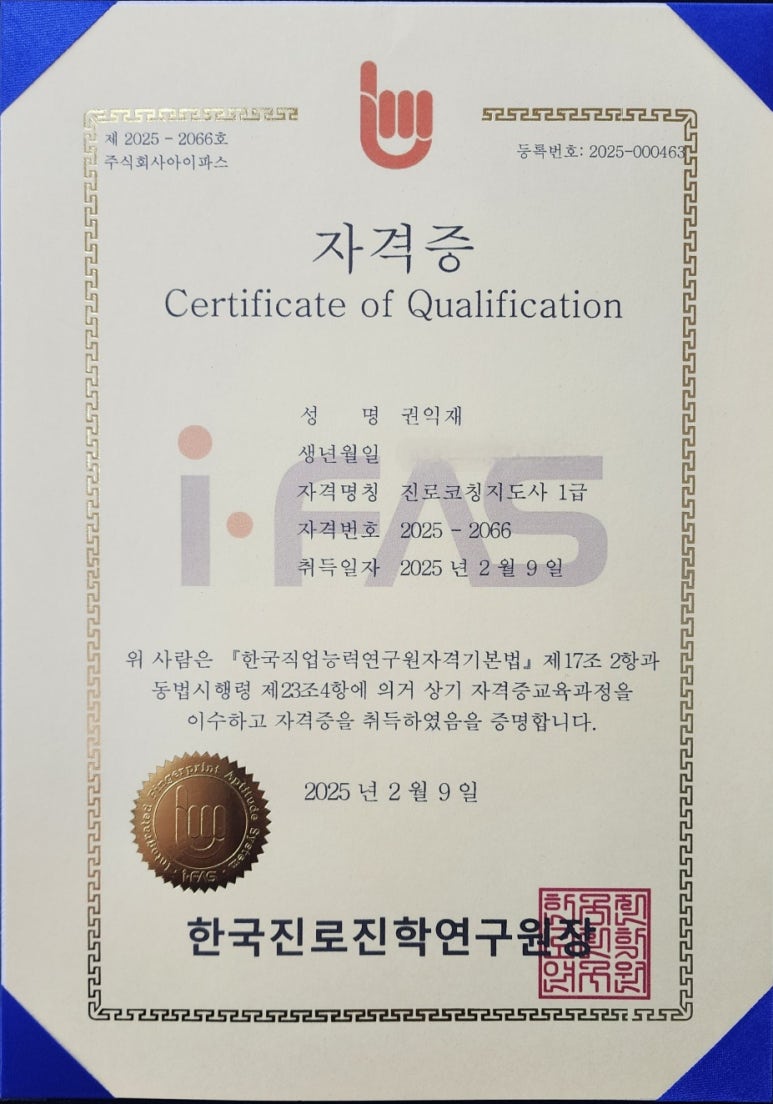 제 2025 - 2066호
주식회사아이파스
등록번호: 2025-000463
자격증
Certificate of Qualification
성 명 권익재
생년월일
자격명칭 진로코칭지도사 1급
자격번호 2025 - 2066
취득일자 2025 년 2 월 9 일
i·FAS
위 사람은 『한국직업능력연구원자격기본법』 제17조 2항과
동법시행령 제23조4항에 의거 상기 자격증교육과정을
이수하고 자격증을 취득하였음을 증명합니다.
2025 년 2 월 9 일
Integrated Fingerprint Aptitude System
i·FAS
한국진로진학연구원장